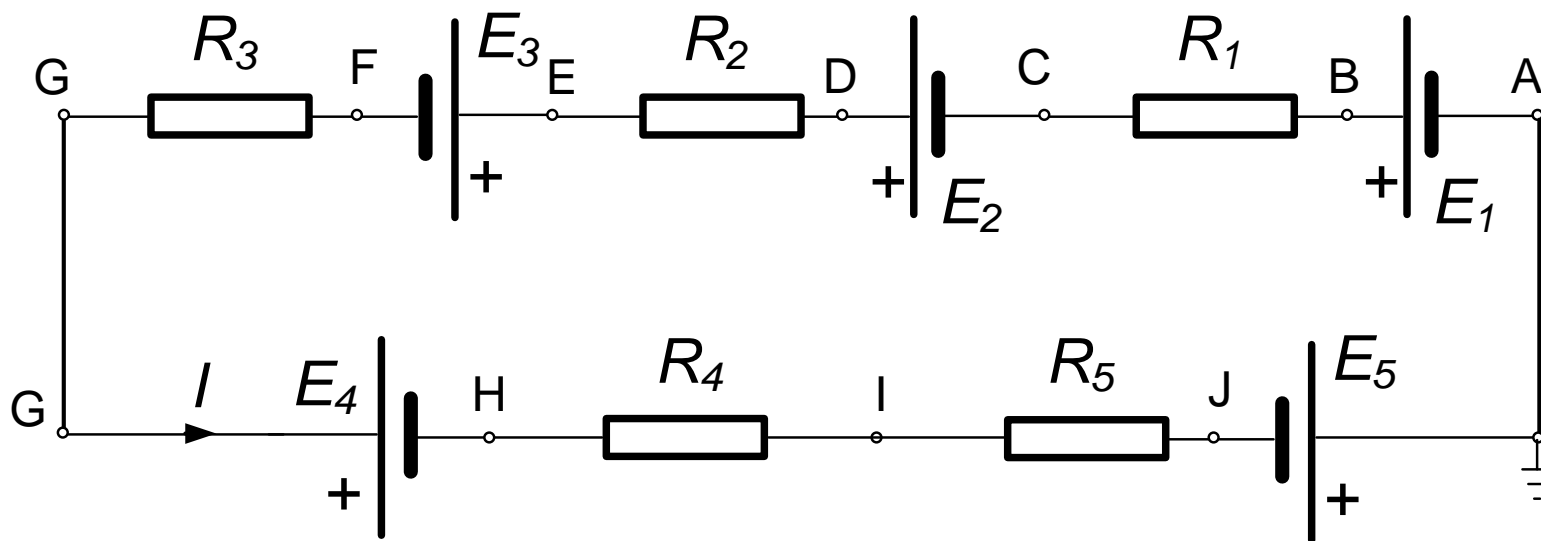 G R3 F E3 E R2 D C R1 B A
+ + E2 + E1
G I E4 H R4 I R5 J E5
+ +